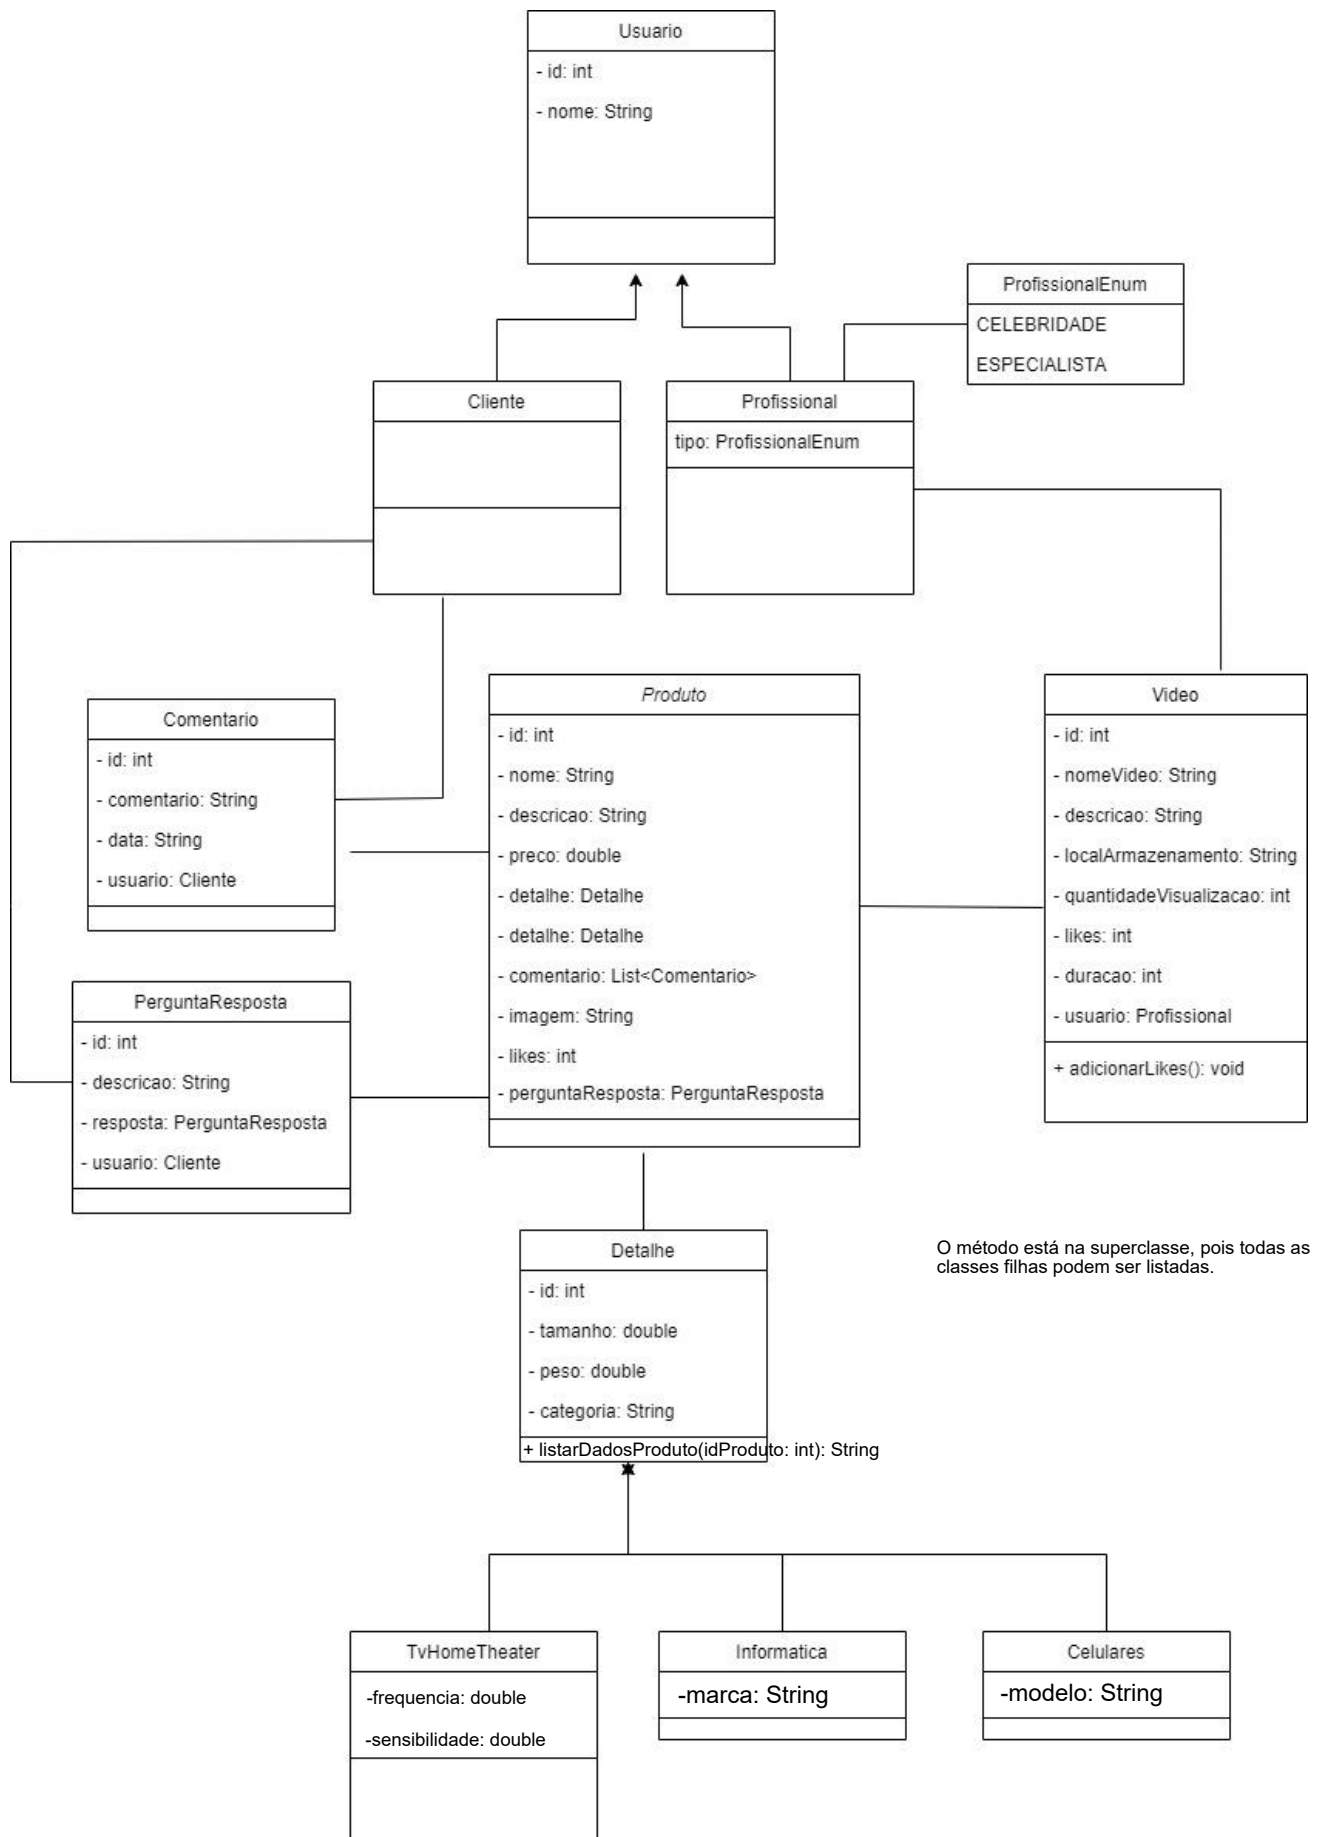 Usuario
- id: int
- nome: String
ProfissionalEnum
CELEBRIDADE
ESPECIALISTA
Cliente
Profissional
tipo: ProfissionalEnum
Comentario
- id: int
- comentario: String
- data: String
- usuario: Cliente
Produto
- id: int
- nome: String
- descricao: String
- preco: double
- detalhe: Detalhe
- detalhe: Detalhe
- comentario: List<Comentario>
- imagem: String
- likes: int
- perguntaResposta: PerguntaResposta
Video
- id: int
- nomeVideo: String
- descricao: String
- localArmazenamento: String
- quantidadeVisualizacao: int
- likes: int
- duracao: int
- usuario: Profissional
+ adicionarLikes(): void
PerguntaResposta
- id: int
- descricao: String
- resposta: PerguntaResposta
- usuario: Cliente
Detalhe
- id: int
- tamanho: double
- peso: double
- categoria: String
+ listarDadosProduto(idProduto: int): String
O método está na superclasse, pois todas as
classes filhas podem ser listadas.
TvHomeTheater
-frequencia: double
-sensibilidade: double
Informatica
-marca: String
Celulares
-modelo: String